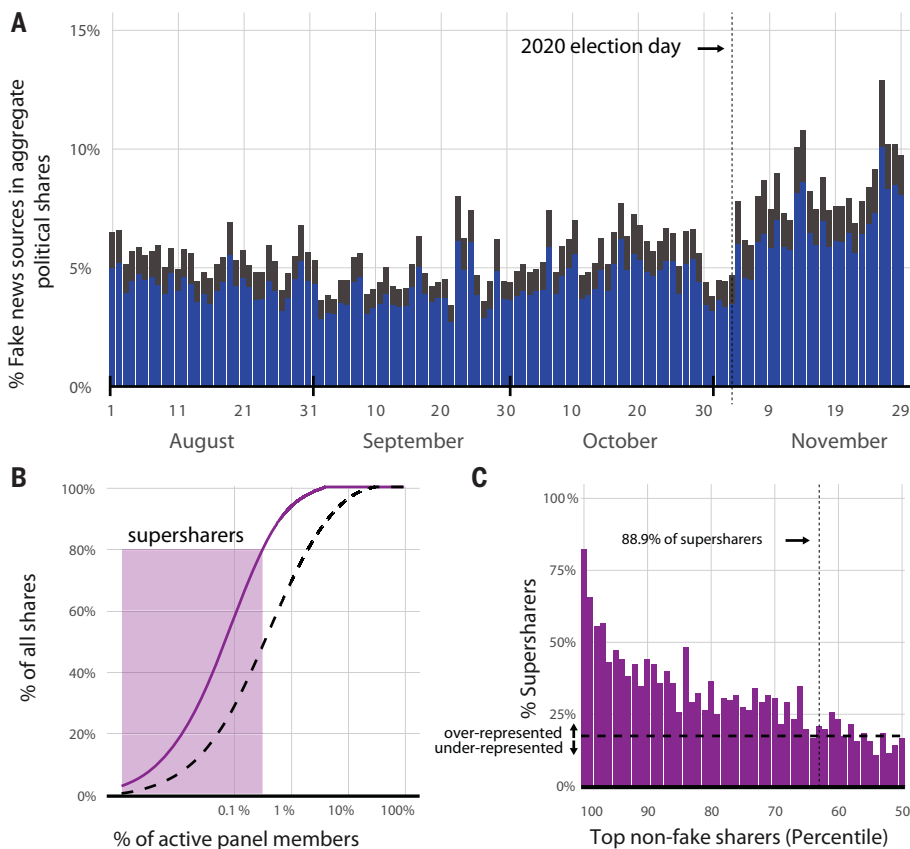 A
15%
2020 election day
10%
5%
0%
% Fake news sources in aggregate
political shares
1 11 21 31 10 20 30 10 20 30 9 19 29
August September October November
B
100%
supersharers
80%
60%
40%
20%
0%
% of all shares
0.1 % 1 % 10% 100%
% of active panel members
C
100%
88.9% of supersharers
75%
50%
25%
over-represented
under-represented
0%
% Supersharers
100 90 80 70 60 50
Top non-fake sharers (Percentile)